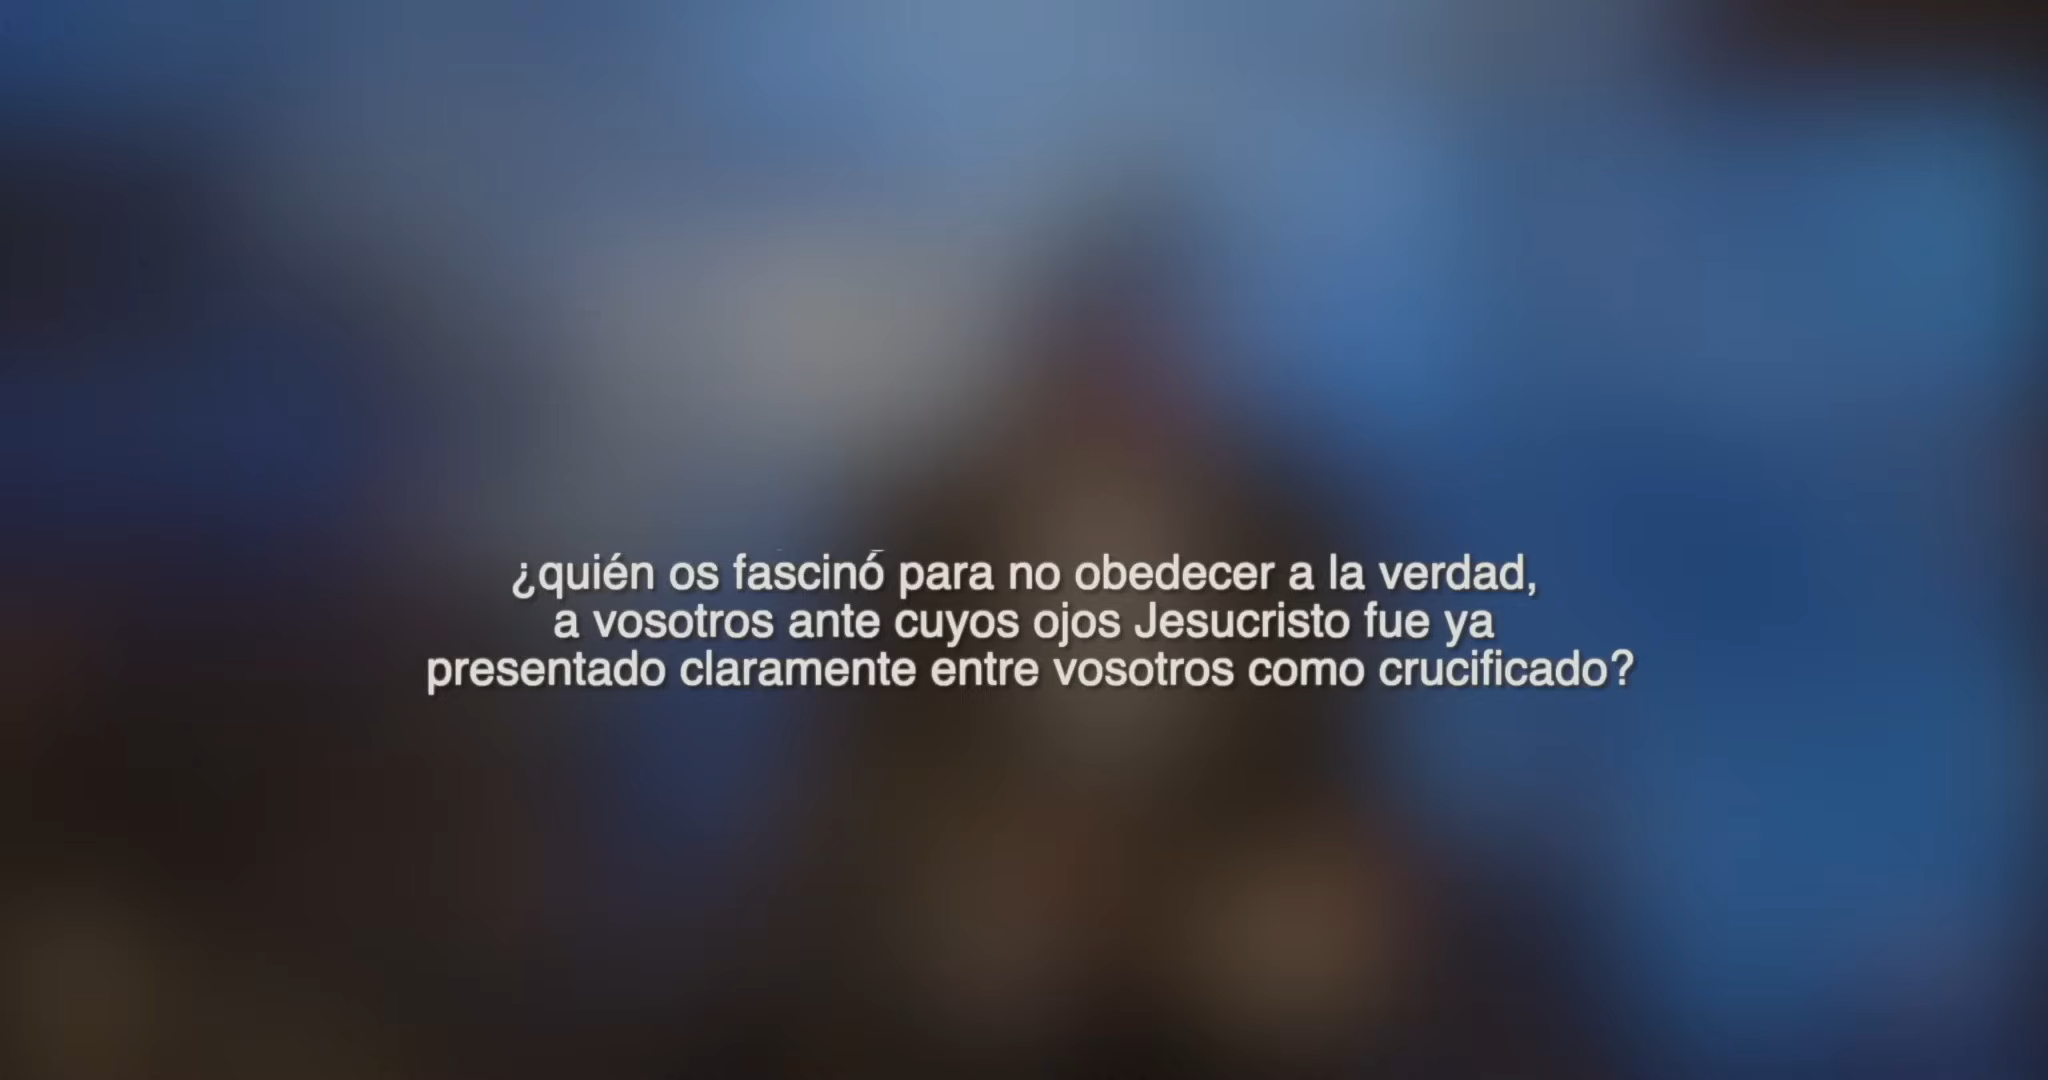 ¿quién os fascinó para no obedecer a la verdad,
a vosotros ante cuyos ojos Jesucristo fue ya
presentado claramente entre vosotros como crucificado?